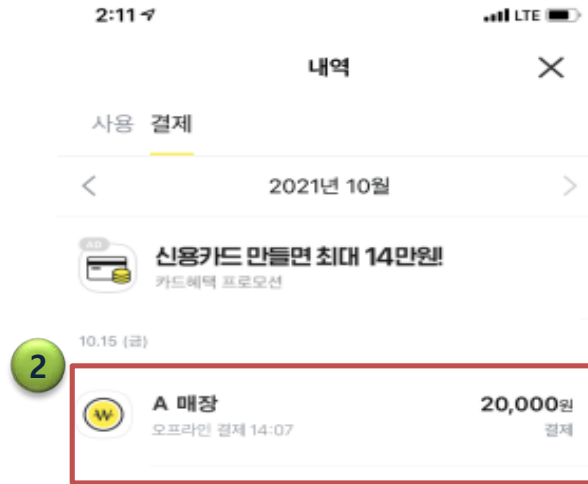 2:11 LTE
내역
사용 결제
2021년 10월
AD
신용카드 만들면 최대 14만원!
카드혜택 프로모션
10.15 (금)
2
A 매장 20,000원
오프라인 결제 14:07 결제